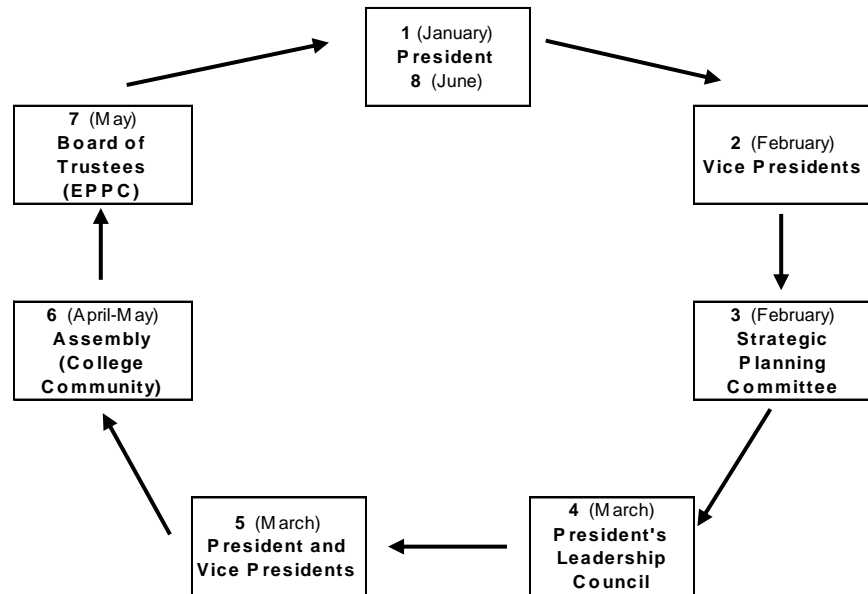 1 (January)
President
8 (June)
2 (February)
Vice Presidents
3 (February)
Strategic
Planning
Committee
4 (March)
President's
Leadership
Council
5 (March)
President and
Vice Presidents
6 (April-May)
Assembly
(College
Community)
7 (May)
Board of
Trustees
(EPPC)